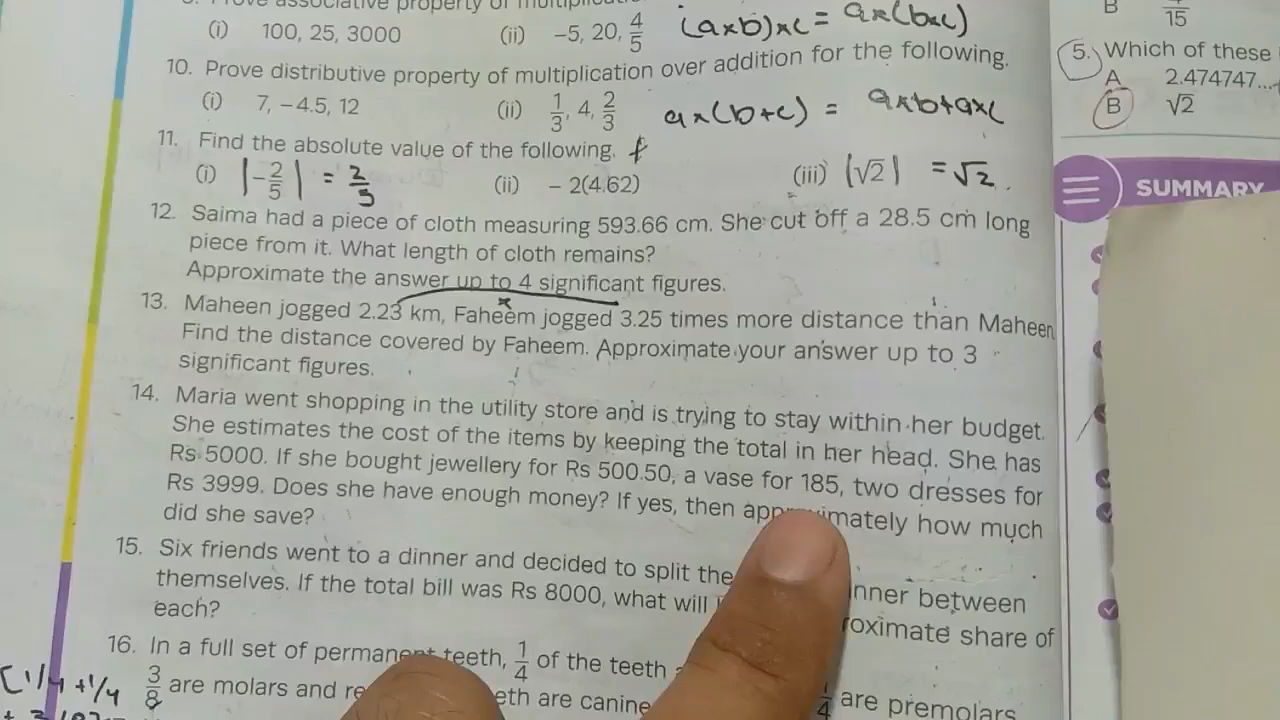 (i) 100, 25, 3000 (ii) -5, 20, 4/5 (a×b)×c = a×(b×c)
10. Prove distributive property of multiplication over addition for the following.
(i) 7, -4.5, 12 (ii) 1/3, 4, 2/3 a×(b+c) = a×b+a×c
11. Find the absolute value of the following.
(i) |-2/5| = 2/5 (ii) - 2(4.62) (iii) |√2| = √2
12. Saima had a piece of cloth measuring 593.66 cm. She cut off a 28.5 cm long
piece from it. What length of cloth remains?
Approximate the answer up to 4 significant figures.
13. Maheen jogged 2.23 km, Faheem jogged 3.25 times more distance than Maheen
Find the distance covered by Faheem. Approximate your answer up to 3
significant figures.
14. Maria went shopping in the utility store and is trying to stay within her budget.
She estimates the cost of the items by keeping the total in her head. She has
Rs 5000. If she bought jewellery for Rs 500.50, a vase for 185, two dresses for
Rs 3999. Does she have enough money? If yes, then approximately how much
did she save?
15. Six friends went to a dinner and decided to split the
between
themselves. If the total bill was Rs 8000, what will
share of
each?
16. In a full set of permanent teeth, 1/4 of the teeth
3/8 are molars and
are canine
are premolars
B
/15
5. Which of these
A 2.474747...
B √2
SUMMARY